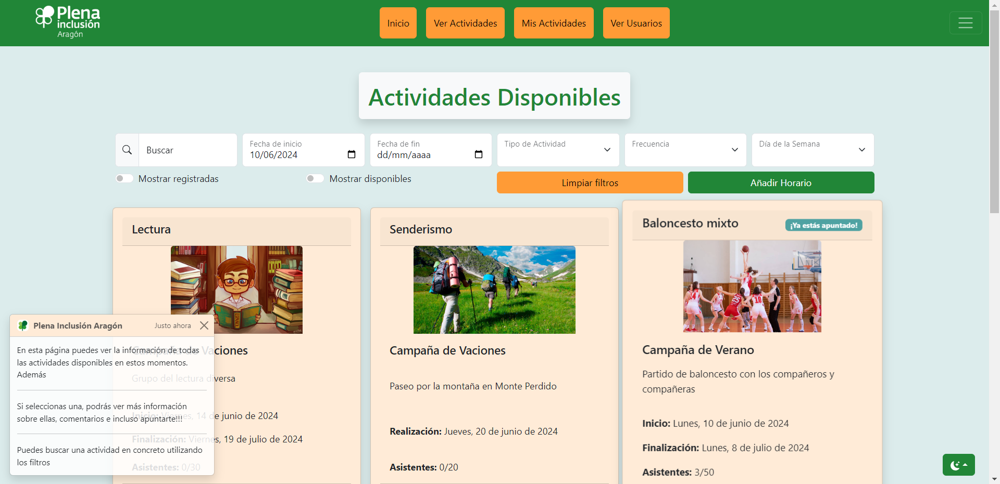 Plena
inclusión
Aragón
Inicio
Ver Actividades
Mis Actividades
Ver Usuarios
Actividades Disponibles
Buscar
Fecha de inicio
10/06/2024
Fecha de fin
dd/mm/aaaa
Tipo de Actividad
Frecuencia
Día de la Semana
Mostrar registradas
Mostrar disponibles
Limpiar filtros
Añadir Horario
Lectura
Campaña de Vaciones
Grupo del lectura diversa
Inicio: Viernes, 14 de junio de 2024
Finalización: Viernes, 19 de julio de 2024
Asistentes: 0/30
Senderismo
Campaña de Vaciones
Paseo por la montaña en Monte Perdido
Realización: Jueves, 20 de junio de 2024
Asistentes: 0/20
Baloncesto mixto
¡Ya estás apuntado!
Campaña de Verano
Partido de baloncesto con los compañeros y
compañeras
Inicio: Lunes, 10 de junio de 2024
Finalización: Lunes, 8 de julio de 2024
Asistentes: 3/50
Plena Inclusión Aragón
Justo ahora
En esta página puedes ver la información de todas
las actividades disponibles en estos momentos.
Además
Si seleccionas una, podrás ver más información
sobre ellas, comentarios e incluso apuntarte!!!
Puedes buscar una actividad en concreto utilizando
los filtros